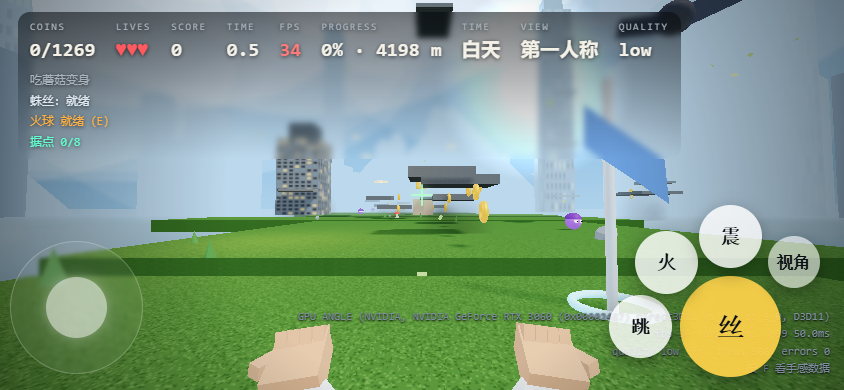 COINS LIVES SCORE TIME FPS PROGRESS TIME VIEW QUALITY
0/1269 ♥♥♥ 0 0.5 34 0% · 4198 m 白天 第一人称 low
吃蘑菇变身
蛛丝: 就绪
火球 就绪 (E)
据点 0/8
震
火
视角
跳
丝
GPU ANGLE (NVIDIA, NVIDIA GeForce RTX 3060 D3D11)
50.0ms
low errors 0
F 看手感数据